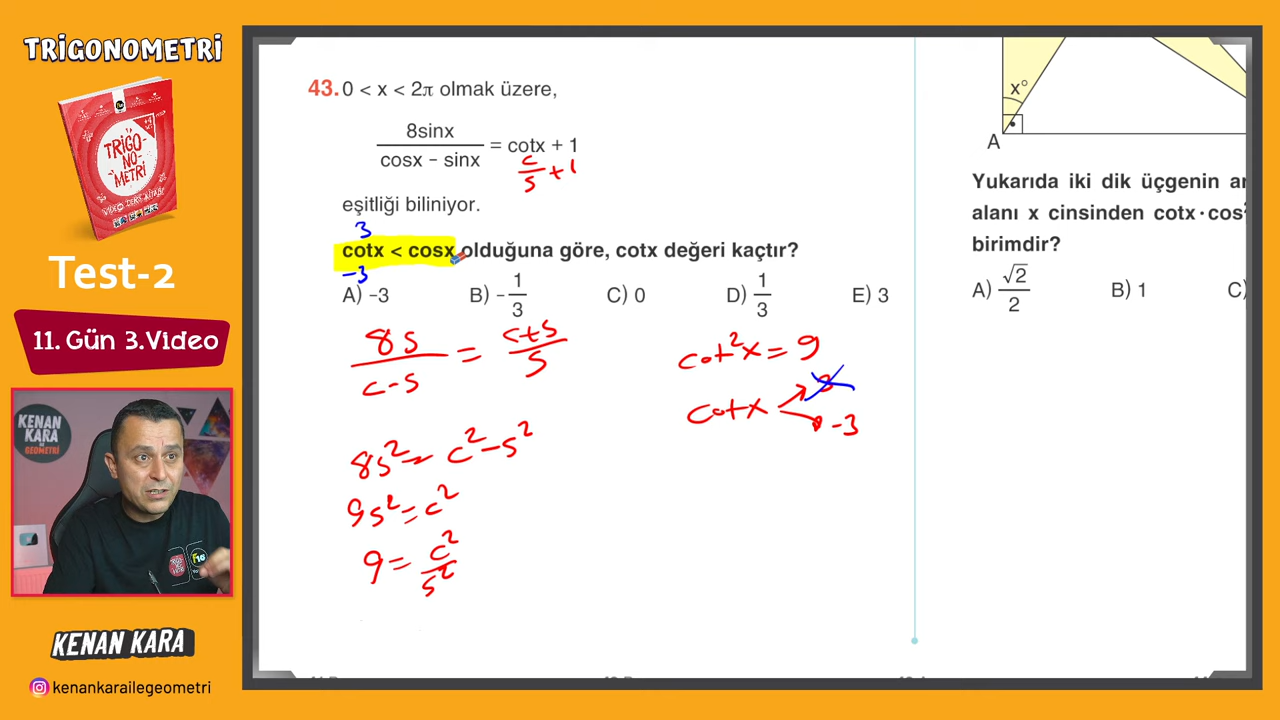 TRİGONOMETRİ
TRİGO-
NO-
METRİ
Test-2
11. Gün 3.Video
KENAN
KARA
GEOMETRİ
KENAN KARA
kenankarailegeometri
43. 0 < x < 2π olmak üzere,
8sinx / cosx − sinx = cotx + 1
c/s + 1
eşitliği biliniyor.
3
cotx < cosx olduğuna göre, cotx değeri kaçtır?
−3
A) −3 B) −1/3 C) 0 D) 1/3 E) 3
8s / c−s = c+s / s
8s² = c² − s²
9s² = c²
9 = c²/s²
cot²x = 9
cotx 3
−3
x°
A
Yukarıda iki dik üçgenin
alanı x cinsinden cotx·cos
birimdir?
A) √2/2 B) 1 C)